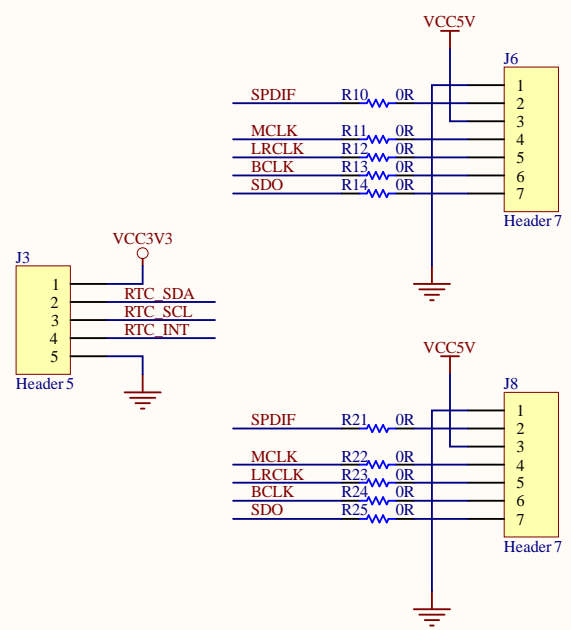 VCC5V
J6
1
SPDIF R10 0R 2
3
MCLK R11 0R 4
LRCLK R12 0R 5
BCLK R13 0R 6
SDO R14 0R 7
Header 7
VCC3V3
J3
1
2 RTC_SDA
3 RTC_SCL
4 RTC_INT
5
Header 5
VCC5V
J8
1
SPDIF R21 0R 2
3
MCLK R22 0R 4
LRCLK R23 0R 5
BCLK R24 0R 6
SDO R25 0R 7
Header 7